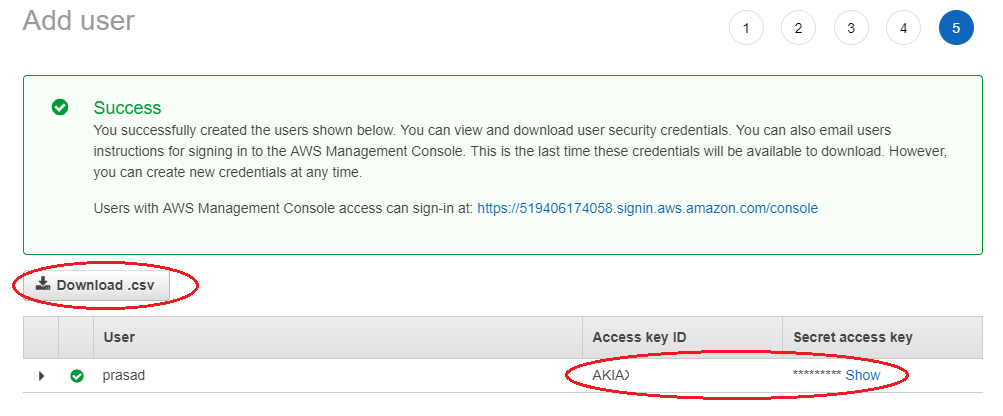 Add user
1 2 3 4 5
Success
You successfully created the users shown below. You can view and download user security credentials. You can also email users
instructions for signing in to the AWS Management Console. This is the last time these credentials will be available to download. However,
you can create new credentials at any time.
Users with AWS Management Console access can sign-in at: https://519406174058.signin.aws.amazon.com/console
Download .csv
User Access key ID Secret access key
prasad AKIAX ********* Show